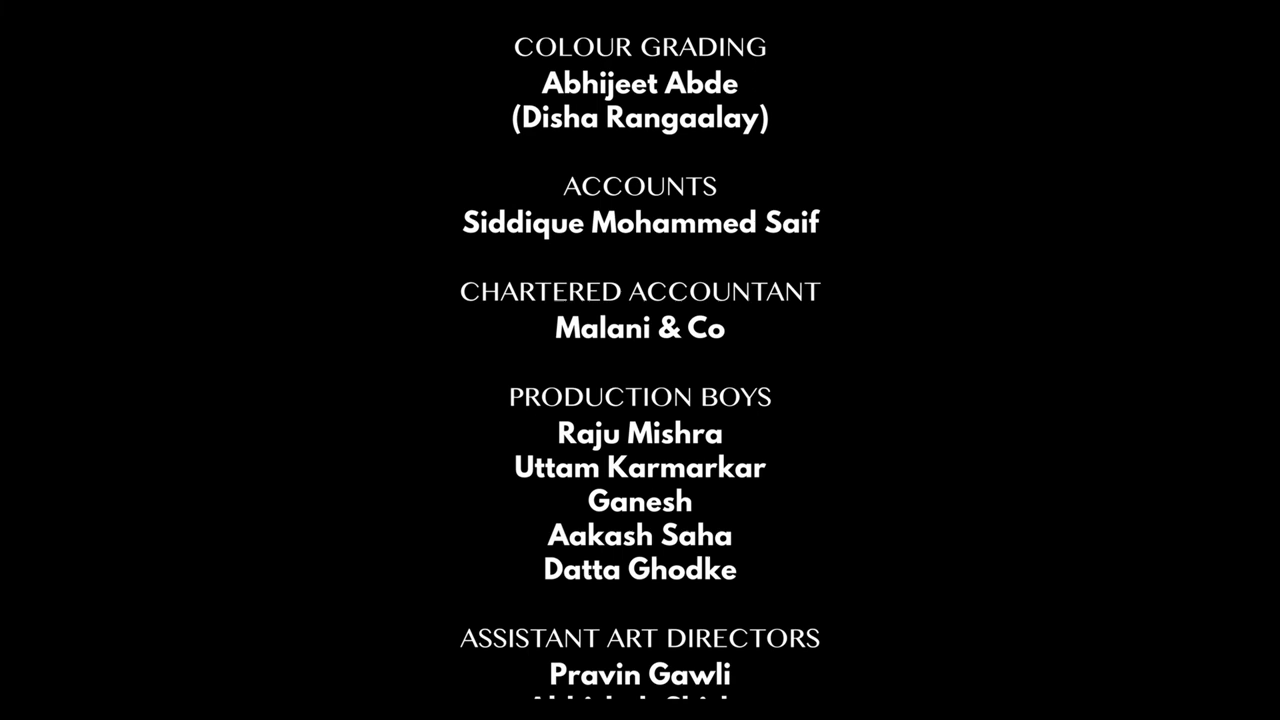 COLOUR GRADING
Abhijeet Abde
(Disha Rangaalay)
ACCOUNTS
Siddique Mohammed Saif
CHARTERED ACCOUNTANT
Malani & Co
PRODUCTION BOYS
Raju Mishra
Uttam Karmarkar
Ganesh
Aakash Saha
Datta Ghodke
ASSISTANT ART DIRECTORS
Pravin Gawli